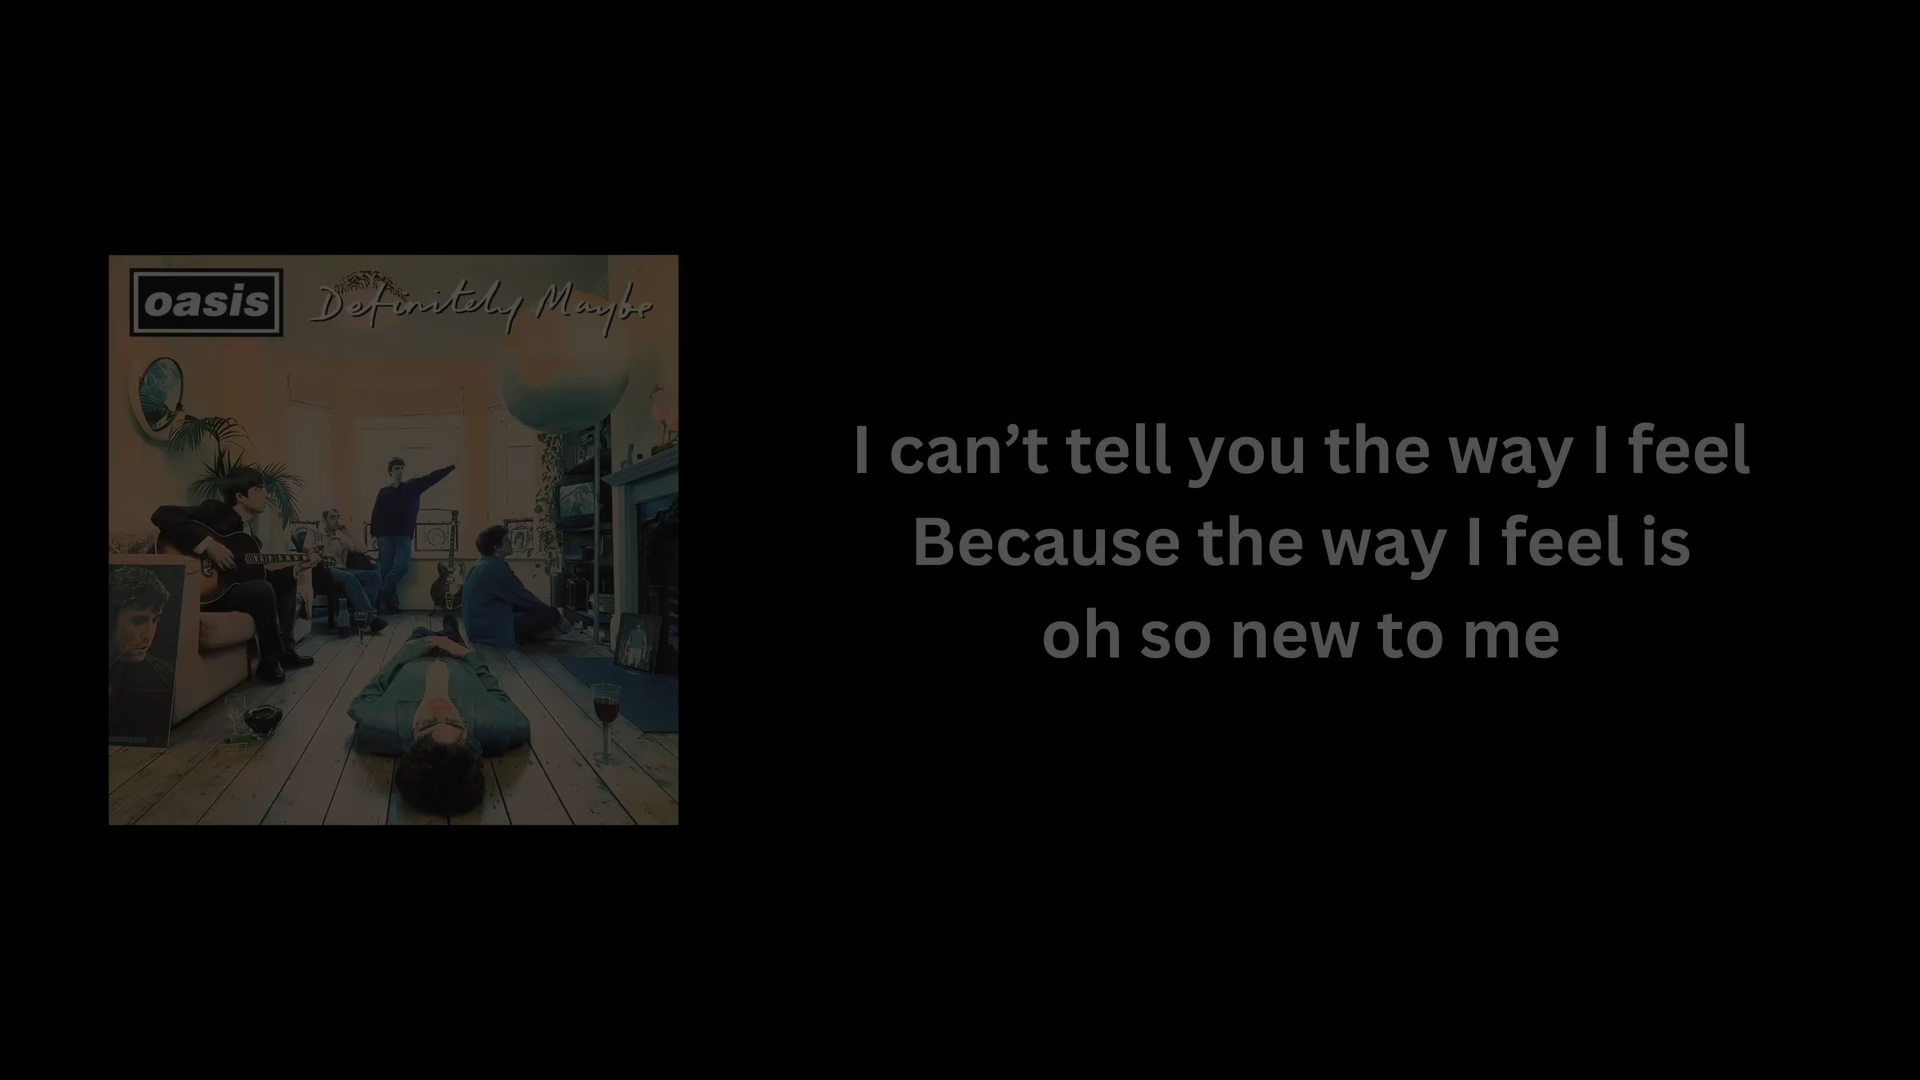 oasis Definitely Maybe
I can’t tell you the way I feel
Because the way I feel is
oh so new to me